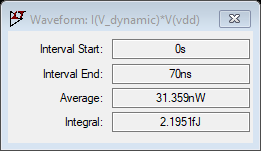 Waveform: I(V_dynamic)*V(vdd)
Interval Start: 0s
Interval End: 70ns
Average: 31.359nW
Integral: 2.1951fJ